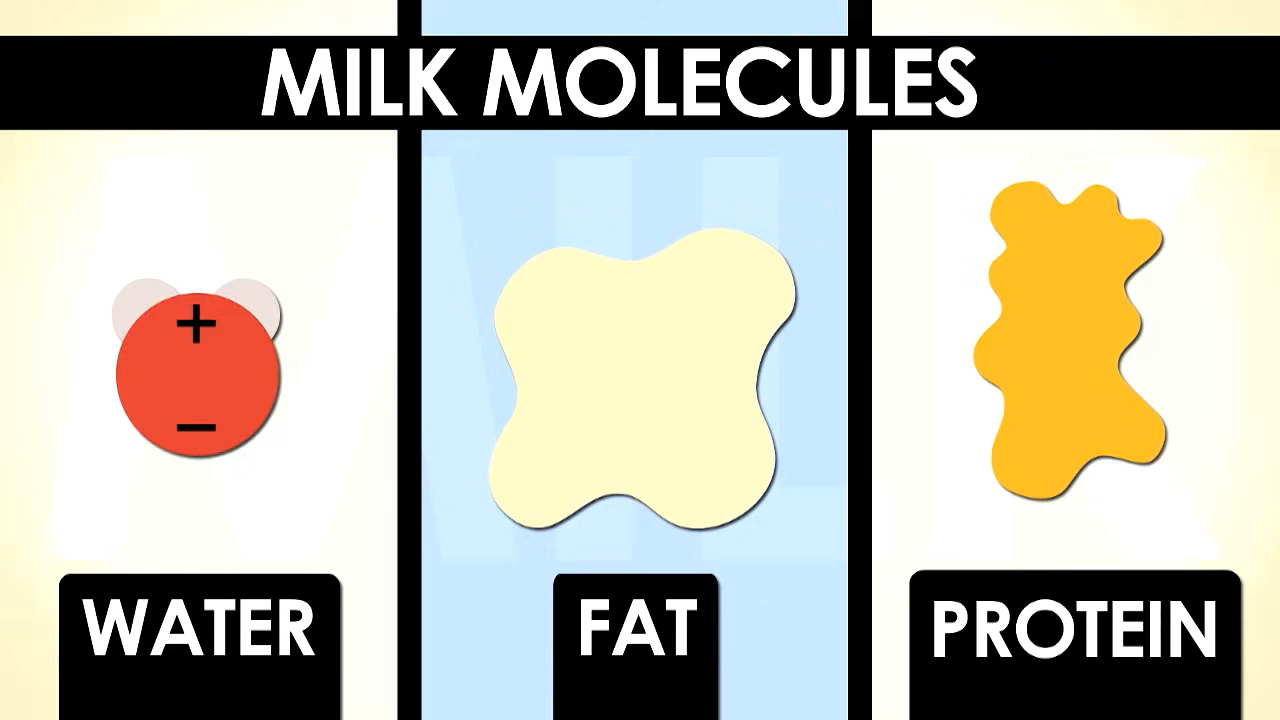 MILK MOLECULES
+
−
WATER
FAT
PROTEIN